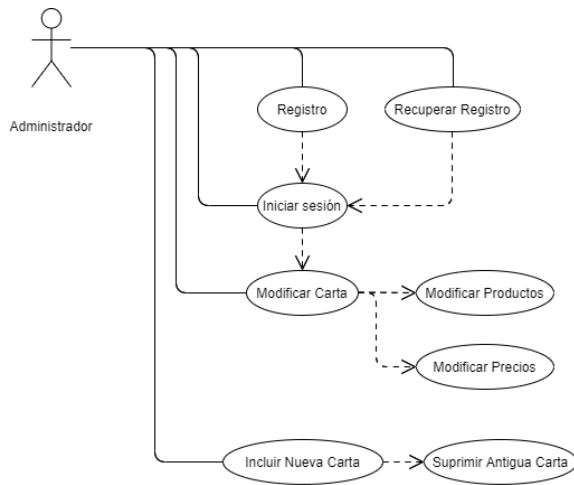 Administrador
Registro
Recuperar Registro
Iniciar sesión
Modificar Carta
Modificar Productos
Modificar Precios
Incluir Nueva Carta
Suprimir Antigua Carta